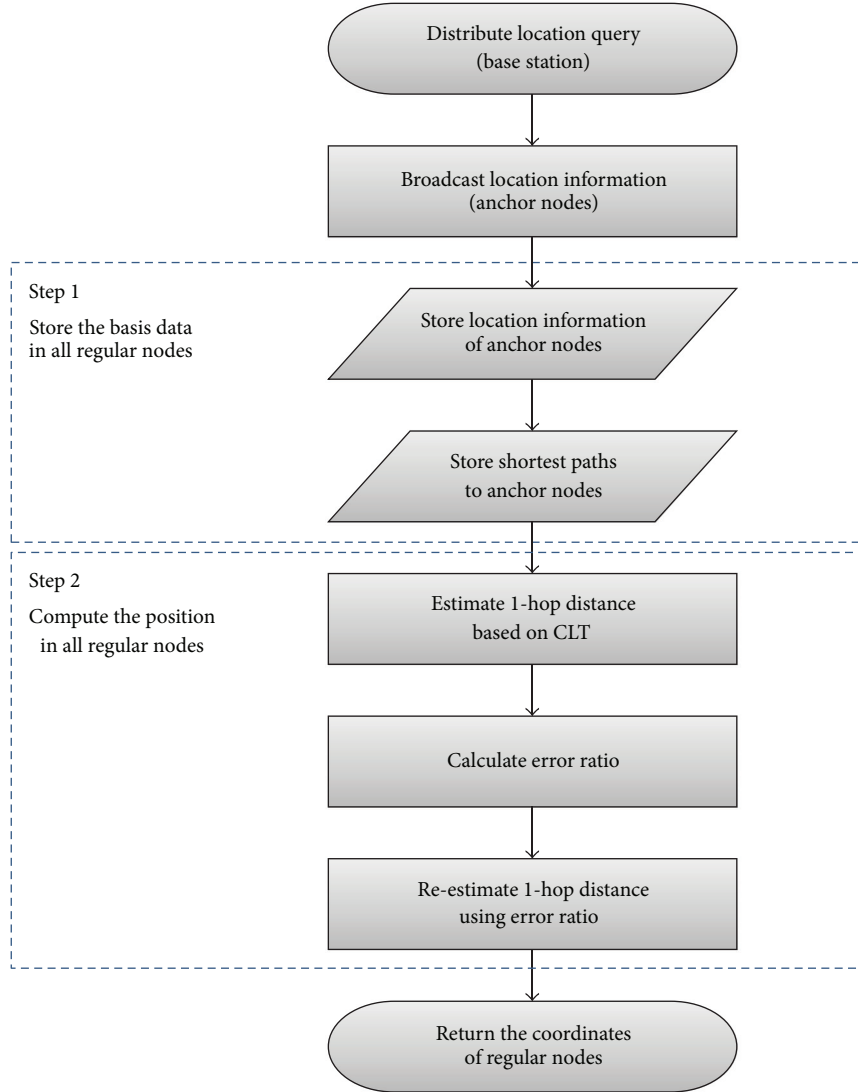 Distribute location query
(base station)
Broadcast location information
(anchor nodes)
Step 1
Store the basis data
in all regular nodes
Store location information
of anchor nodes
Store shortest paths
to anchor nodes
Step 2
Compute the position
in all regular nodes
Estimate 1-hop distance
based on CLT
Calculate error ratio
Re-estimate 1-hop distance
using error ratio
Return the coordinates
of regular nodes